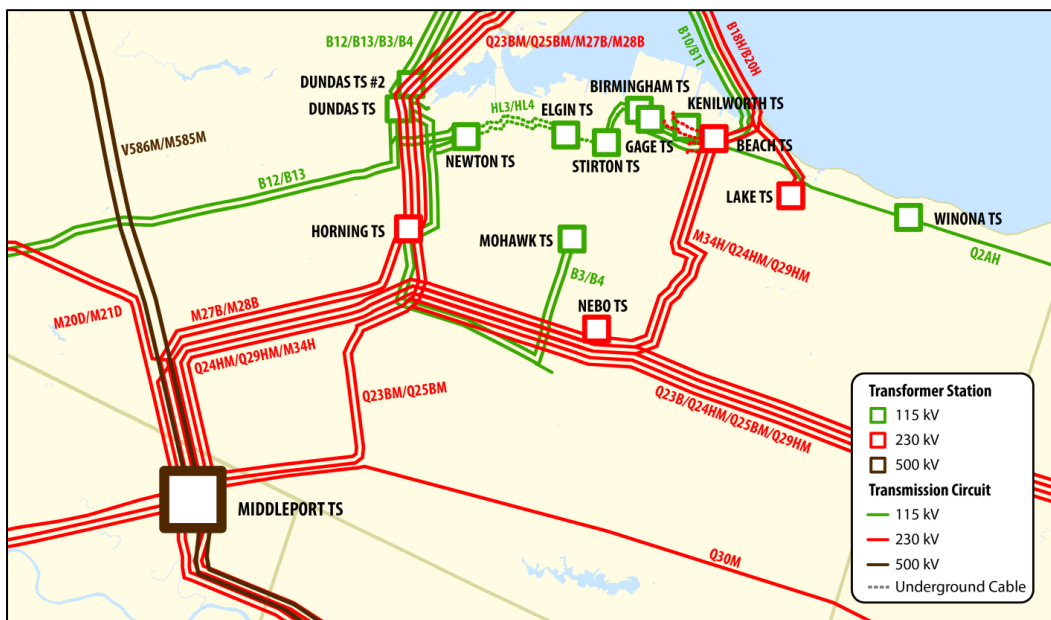 B12/B13/B3/B4
Q23BM/Q25BM/M27B/M28B
B10/B11
B18H/B20H
DUNDAS TS #2
DUNDAS TS
BIRMINGHAM TS
KENILWORTH TS
HL3/HL4
ELGIN TS
NEWTON TS
STIRTON TS
GAGE TS
BEACH TS
V586M/M585M
B12/B13
LAKE TS
WINONA TS
HORNING TS
MOHAWK TS
Q2AH
B3/B4
M34H/Q24HM/Q29HM
NEBO TS
M20D/M21D
M27B/M28B
Q24HM/Q29HM/M34H
Q23BM/Q25BM
Q23B/Q24HM/Q25BM/Q29HM
MIDDLEPORT TS
Q30M
Transformer Station
115 kV
230 kV
500 kV
Transmission Circuit
115 kV
230 kV
500 kV
Underground Cable